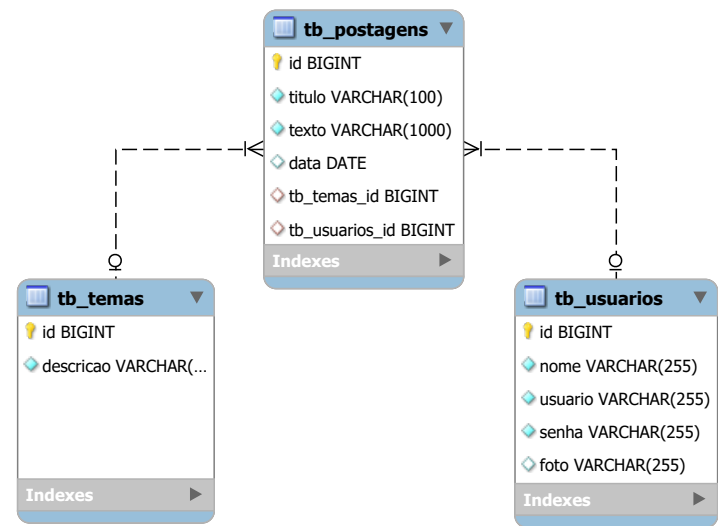 tb_postagens
id BIGINT
titulo VARCHAR(100)
texto VARCHAR(1000)
data DATE
tb_temas_id BIGINT
tb_usuarios_id BIGINT
Indexes
tb_temas
id BIGINT
descricao VARCHAR(...
Indexes
tb_usuarios
id BIGINT
nome VARCHAR(255)
usuario VARCHAR(255)
senha VARCHAR(255)
foto VARCHAR(255)
Indexes